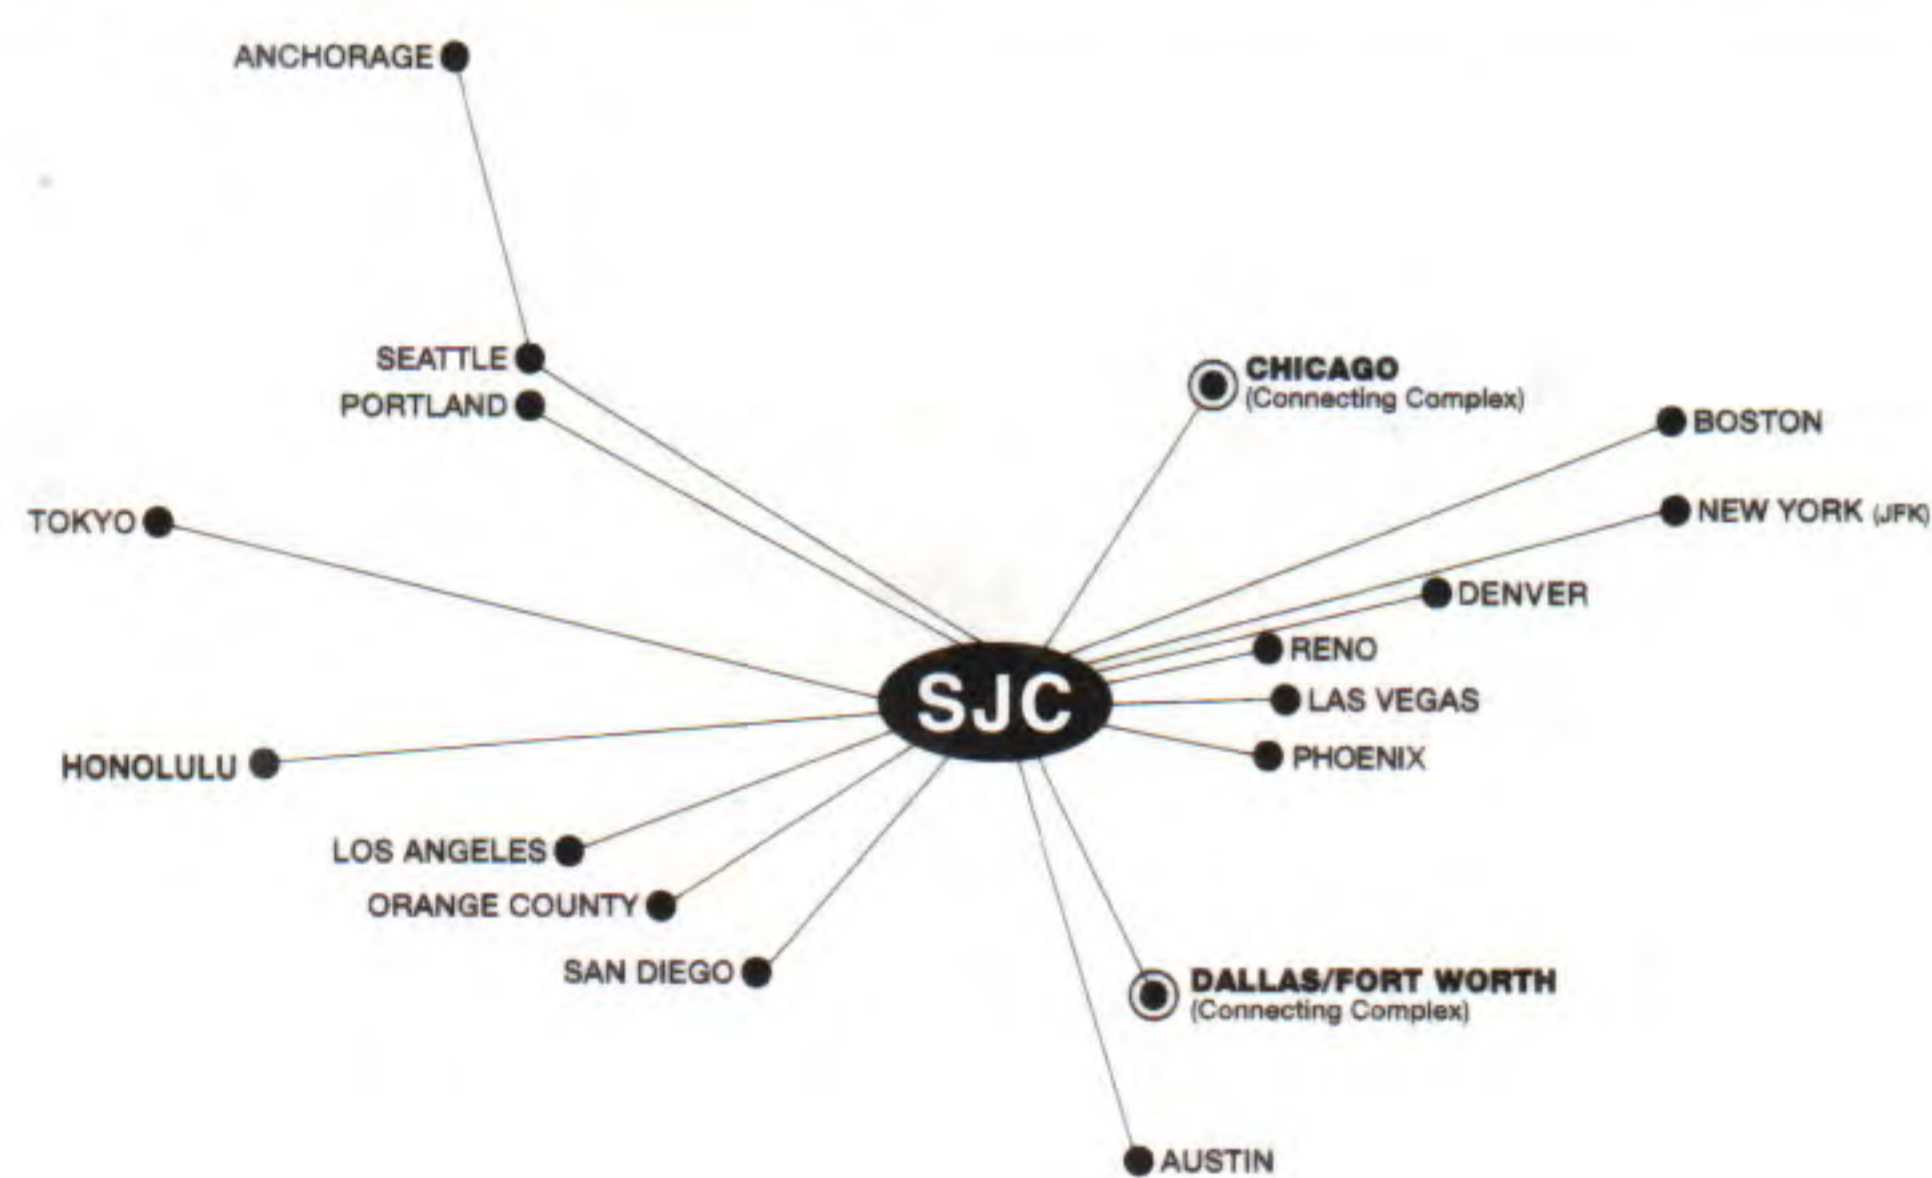 ANCHORAGE
SEATTLE
PORTLAND
CHICAGO
(Connecting Complex)
BOSTON
TOKYO
NEW YORK (JFK)
DENVER
RENO
SJC
LAS VEGAS
HONOLULU
PHOENIX
LOS ANGELES
ORANGE COUNTY
SAN DIEGO
DALLAS/FORT WORTH
(Connecting Complex)
AUSTIN